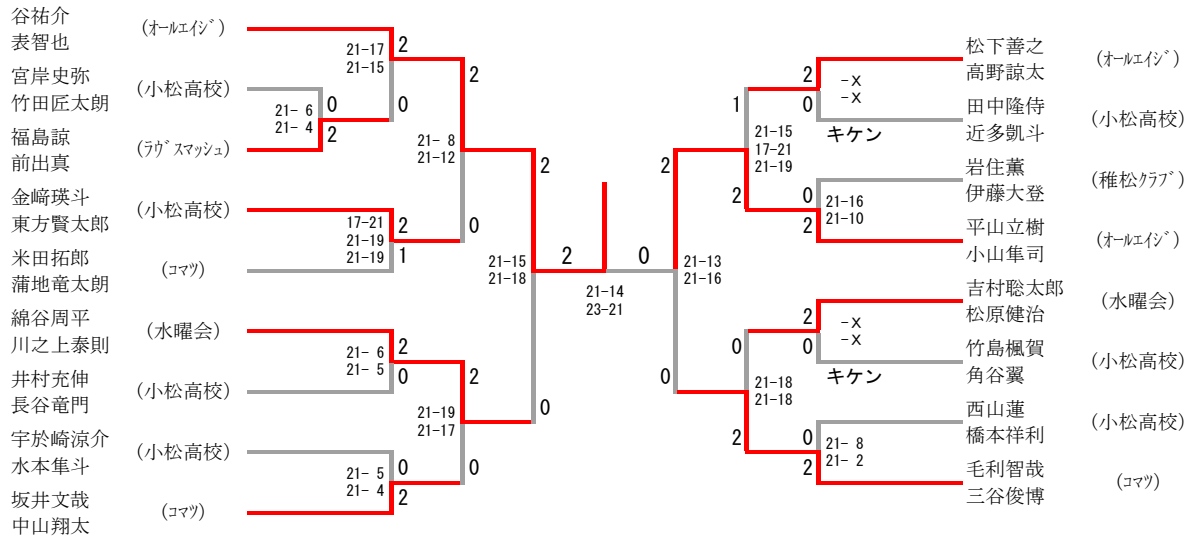 谷祐介
表智也
(オールエイジ)
宮岸史弥
竹田匠太朗
(小松高校)
福島諒
前出真
(ラヴスマッシュ)
金﨑瑛斗
東方賢太郎
(小松高校)
米田拓郎
蒲地竜太朗
(コマツ)
綿谷周平
川之上泰則
(水曜会)
井村充伸
長谷竜門
(小松高校)
宇於崎涼介
水本隼斗
(小松高校)
坂井文哉
中山翔太
(コマツ)
21-17
21-15
2
0
21- 6
21- 4
0
2
21- 8
21-12
2
0
17-21
21-19
21-19
2
1
21-15
21-18
2
0
21- 6
21- 5
2
0
21-19
21-17
2
0
21- 5
21- 4
0
2
2
0
21-14
23-21
21-13
21-16
2
0
21-15
17-21
21-19
1
2
-X
-X
2
0
キケン
21-16
21-10
0
2
21-18
21-18
0
2
-X
-X
2
0
キケン
21- 8
21- 2
0
2
松下善之
高野諒太
(オールエイジ)
田中隆侍
近多凱斗
(小松高校)
岩住薫
伊藤大登
(稚松クラブ)
平山立樹
小山隼司
(オールエイジ)
吉村聡太郎
松原健治
(水曜会)
竹島楓賀
角谷翼
(小松高校)
西山蓮
橋本祥利
(小松高校)
毛利智哉
三谷俊博
(コマツ)